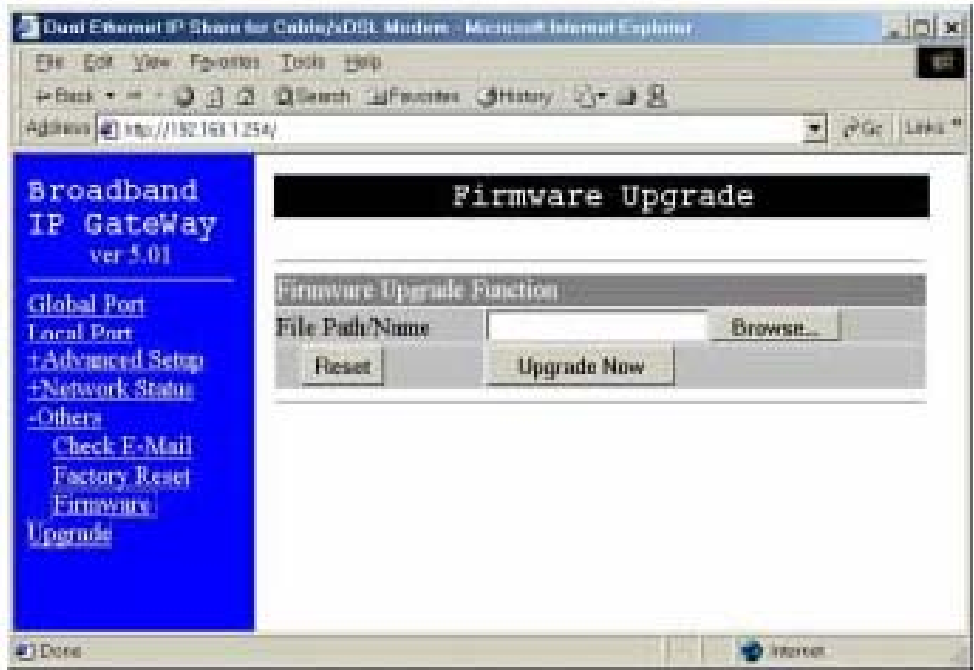 Dual Ethernet IP Share for Cable/xDSL Modem - Microsoft Internet Explorer
File Edit View Favorites Tools Help
Back Search Favorites History
Address http://192.168.1.254/ Go Links »
Broadband
IP GateWay
ver 5.01
Global Port
Local Port
+Advanced Setup
+Network Status
-Others
Check E-Mail
Factory Reset
Firmware
Upgrade
Firmware Upgrade
Firmware Upgrade Function
File Path/Name Browse...
Reset Upgrade Now
Done Internet